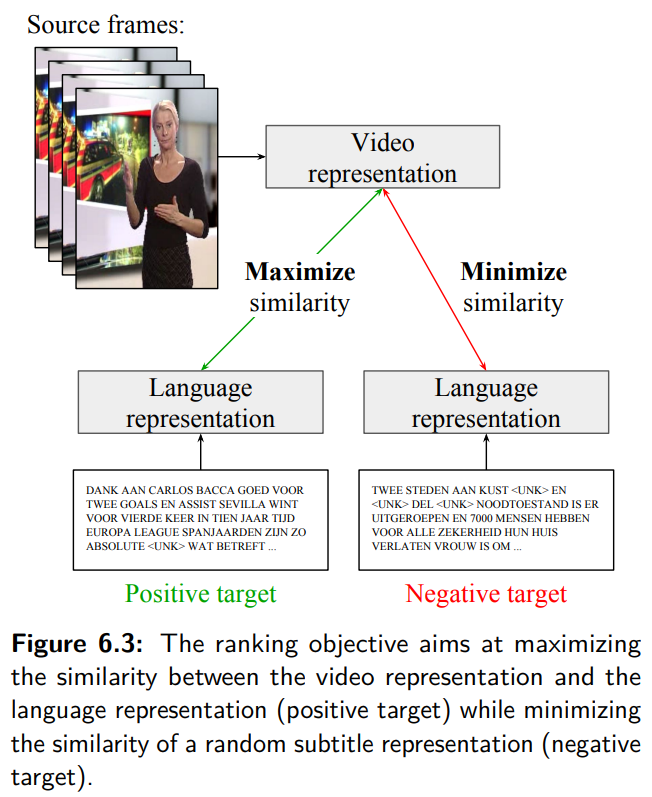 Source frames:
Video
representation
Maximize
similarity
Minimize
similarity
Language
representation
Language
representation
DANK AAN CARLOS BACCA GOED VOOR
TWEE GOALS EN ASSIST SEVILLA WINT
VOOR VIERDE KEER IN TIEN JAAR TIJD
EUROPA LEAGUE SPANJAARDEN ZIJN ZO
ABSOLUTE <UNK> WAT BETREFT ...
TWEE STEDEN AAN KUST <UNK> EN
<UNK> DEL <UNK> NOODTOESTAND IS ER
UITGEROEPEN EN 7000 MENSEN HEBBEN
VOOR ALLE ZEKERHEID HUN HUIS
VERLATEN VROUW IS OM ...
Positive target
Negative target
Figure 6.3: The ranking objective aims at maximizing
the similarity between the video representation and the
language representation (positive target) while minimizing
the similarity of a random subtitle representation (negative
target).